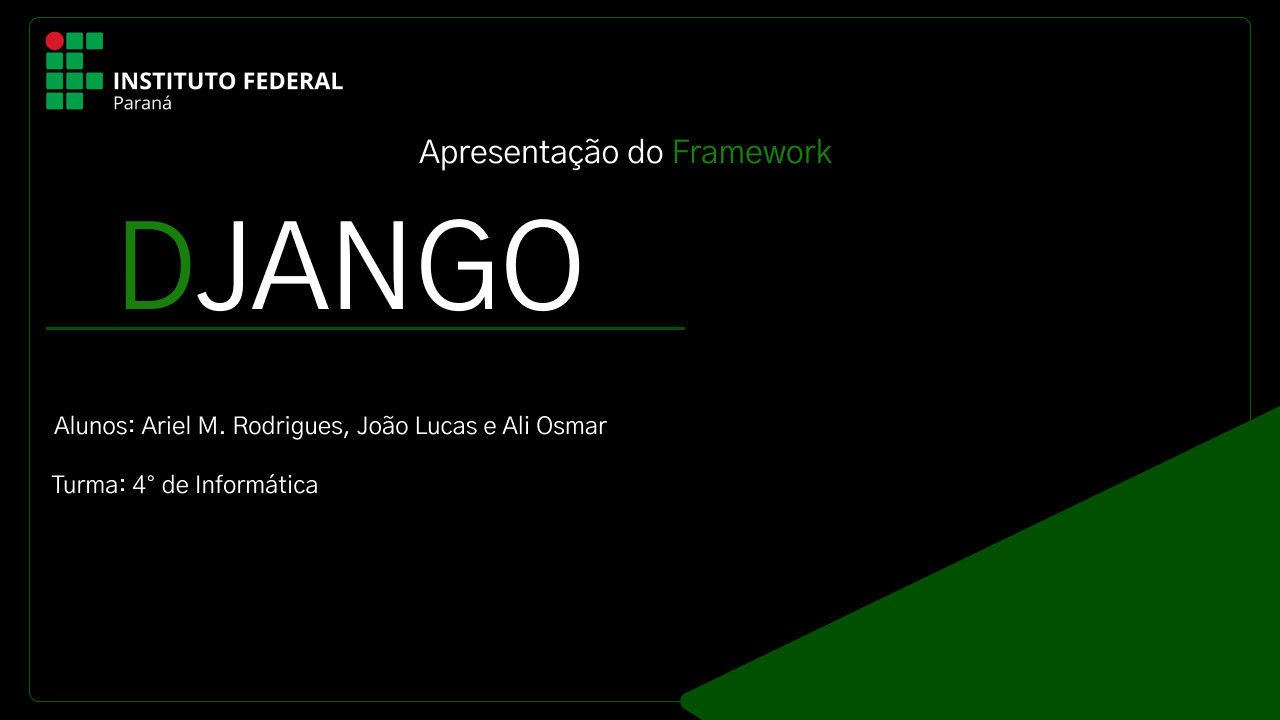 INSTITUTO FEDERAL
Paraná
Apresentação do Framework
DJANGO
Alunos: Ariel M. Rodrigues, João Lucas e Ali Osmar
Turma: 4° de Informática